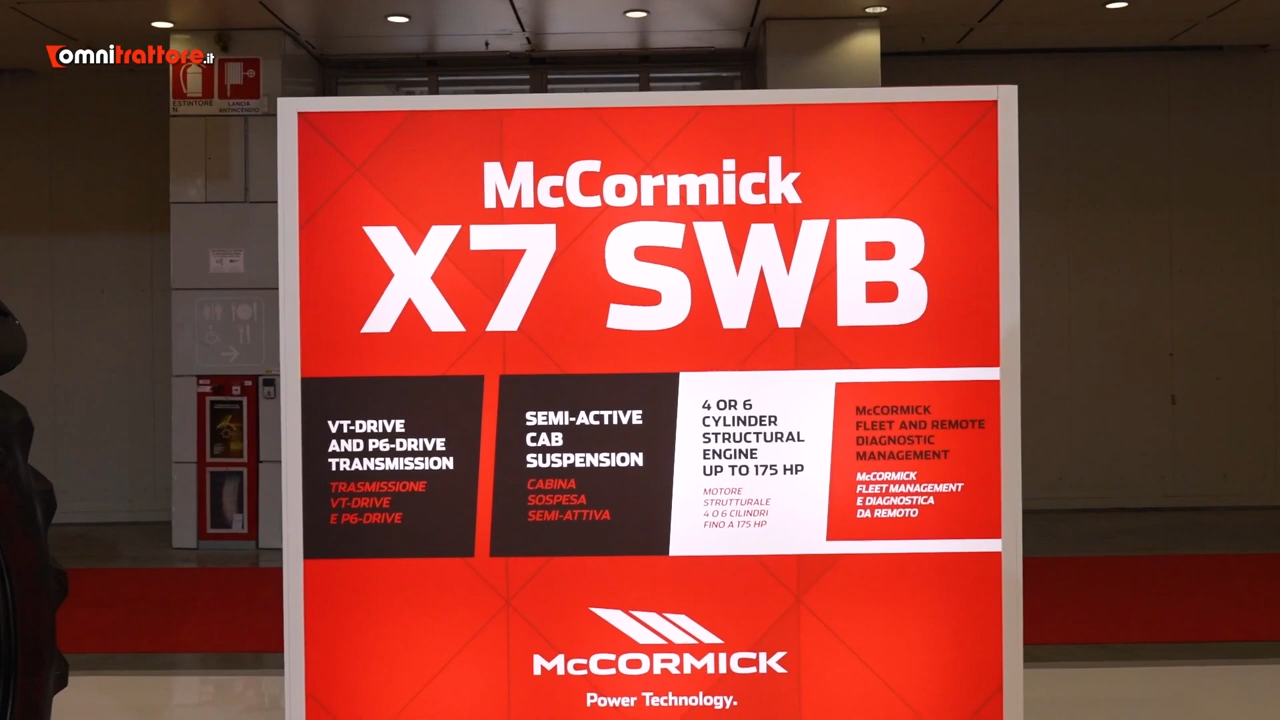 omnitrattore.it
ESTINTORE
N.
LANCIA
ANTINCENDIO
McCormick
X7 SWB
VT-DRIVE
AND P6-DRIVE
TRANSMISSION
TRASMISSIONE
VT-DRIVE
E P6-DRIVE
SEMI-ACTIVE
CAB
SUSPENSION
CABINA
SOSPESA
SEMI-ATTIVA
4 OR 6
CYLINDER
STRUCTURAL
ENGINE
UP TO 175 HP
MOTORE
STRUTTURALE
4 O 6 CILINDRI
FINO A 175 HP
McCORMICK
FLEET AND REMOTE
DIAGNOSTIC
MANAGEMENT
McCORMICK
FLEET MANAGEMENT
E DIAGNOSTICA
DA REMOTO
McCORMICK
Power Technology.